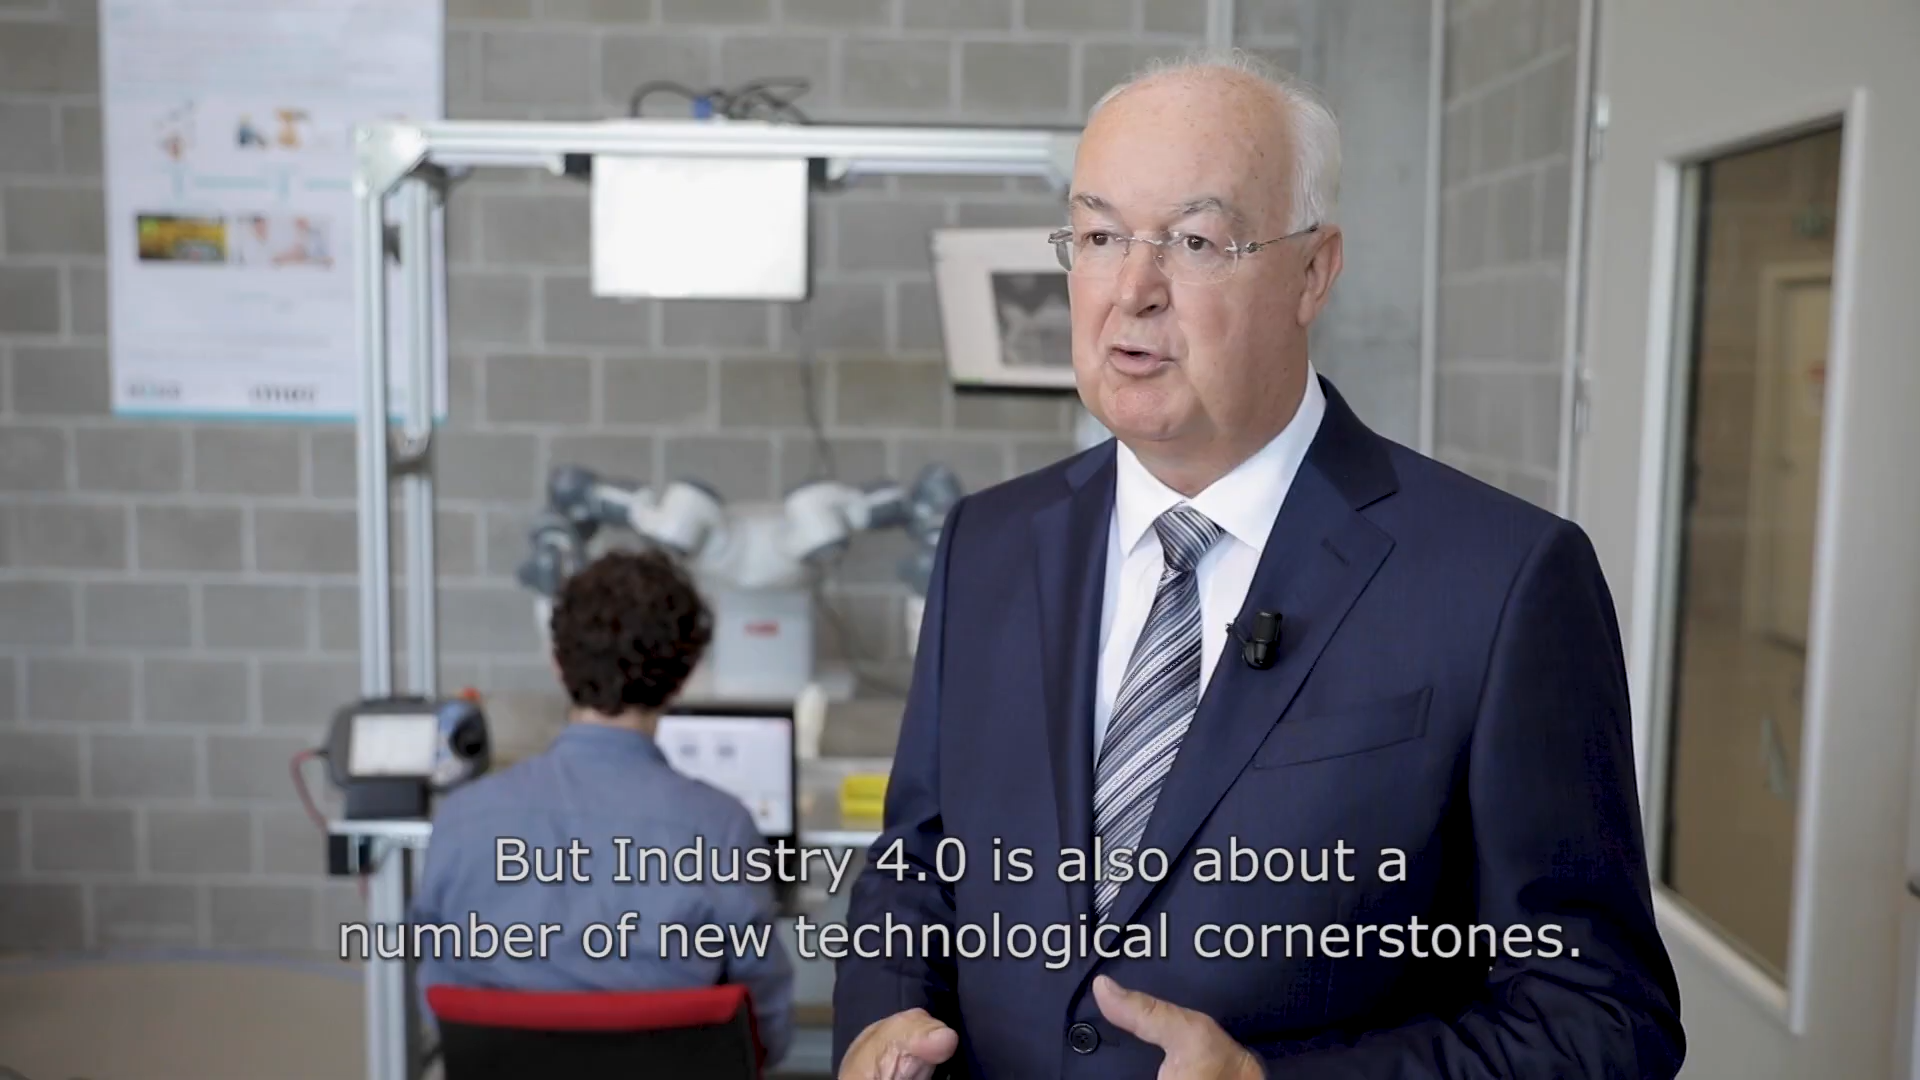 But Industry 4.0 is also about a
number of new technological cornerstones.